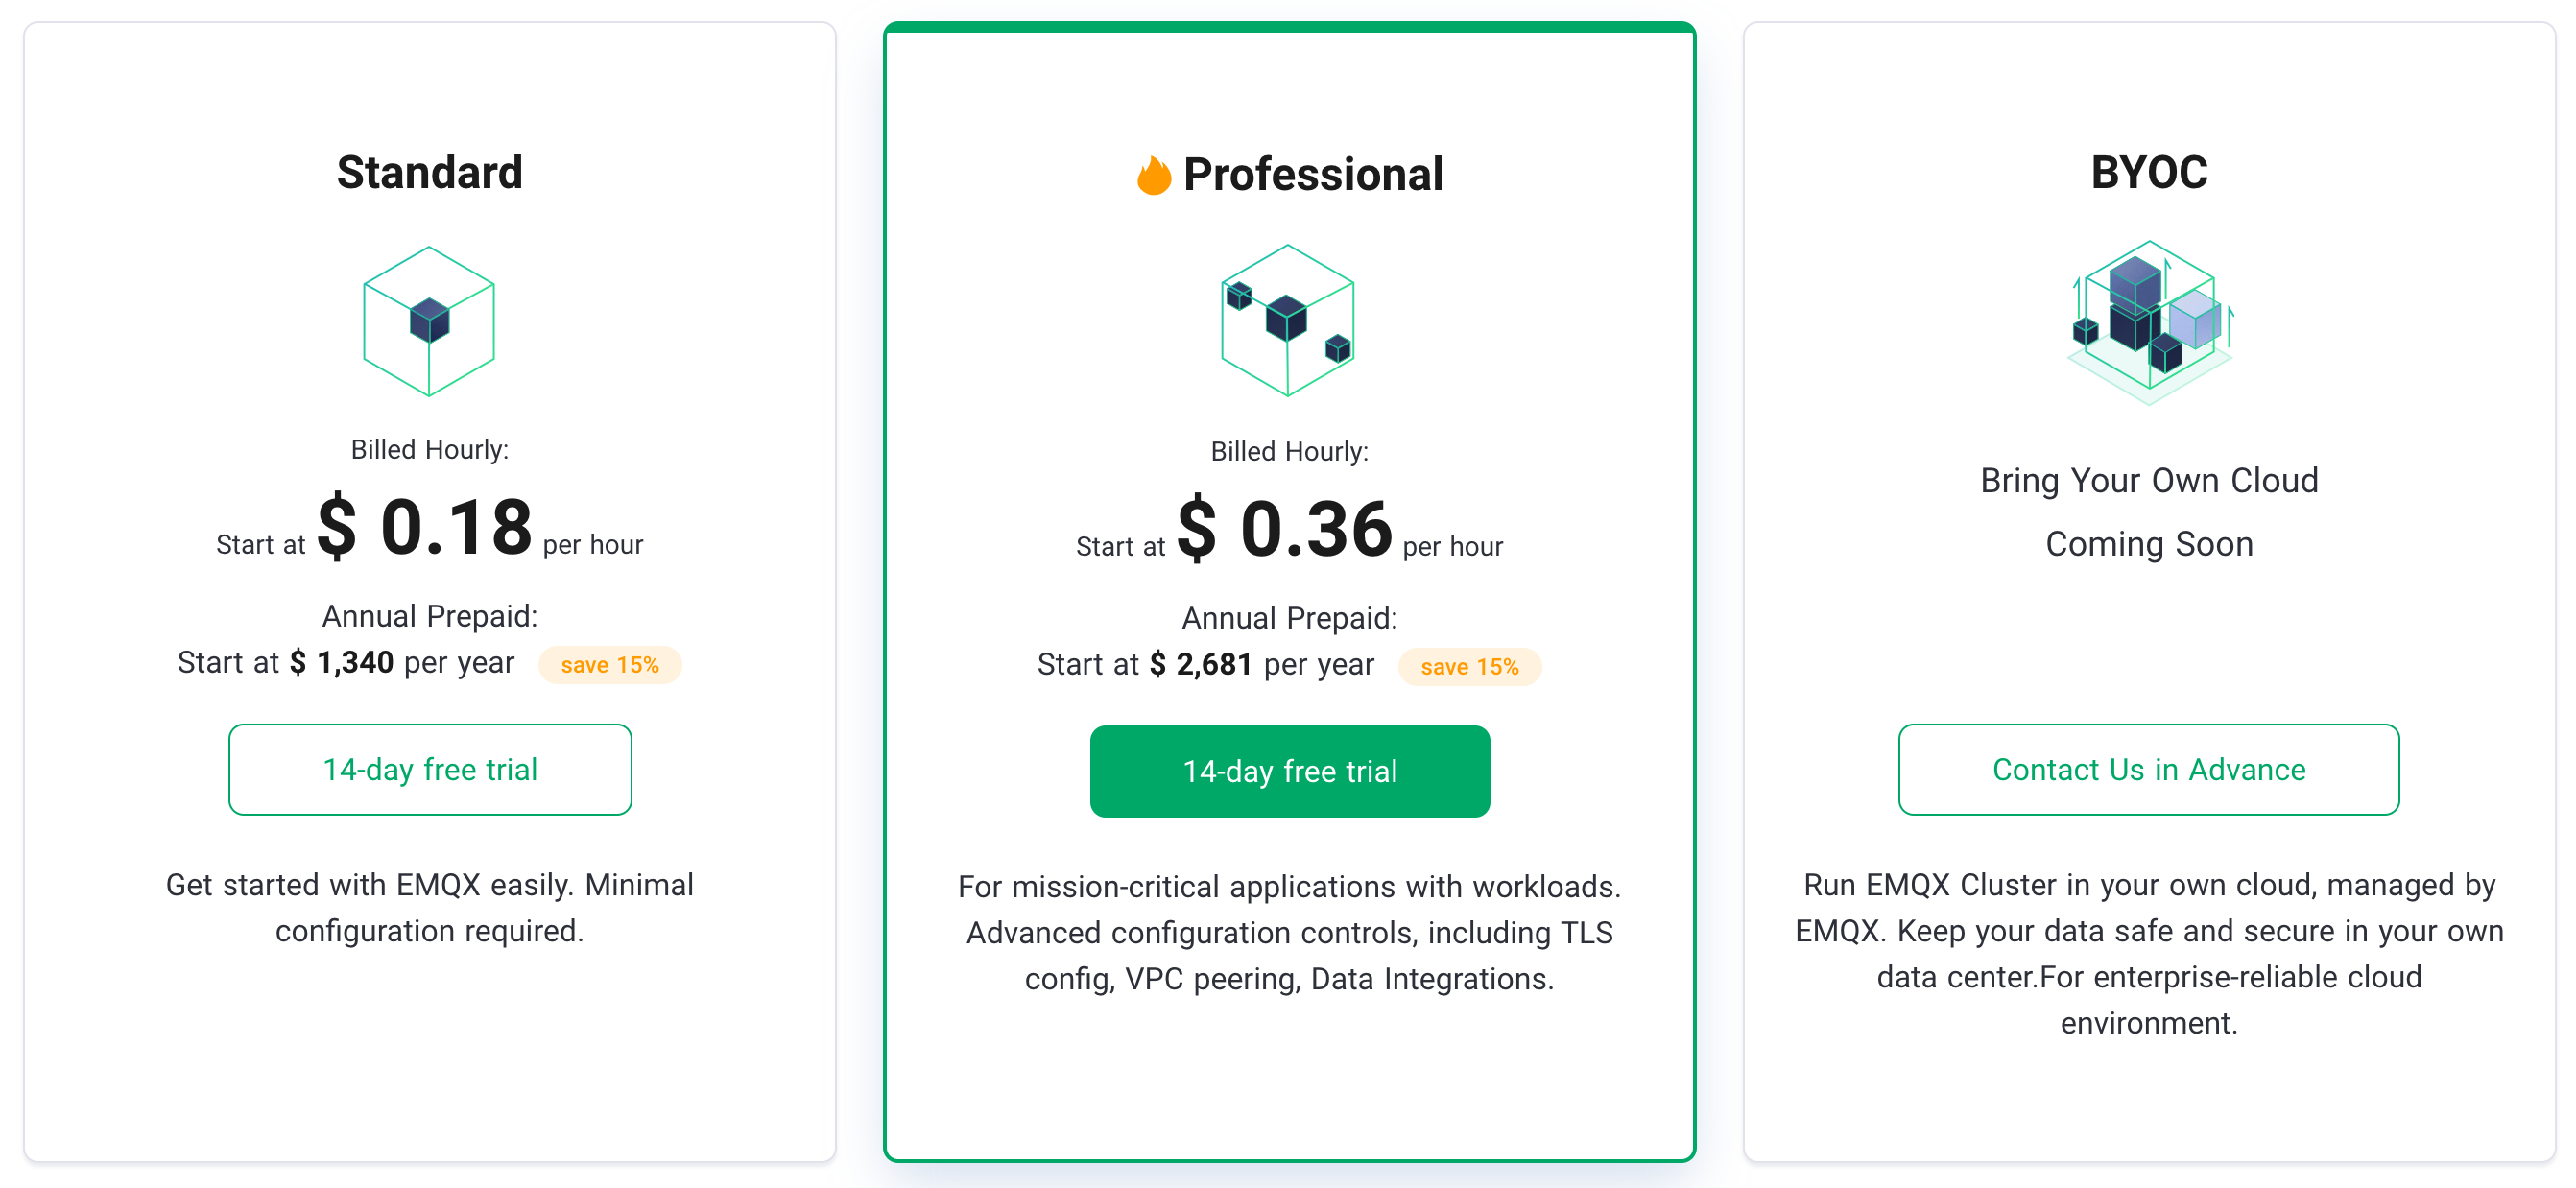 Standard
Billed Hourly:
Start at $ 0.18 per hour
Annual Prepaid:
Start at $ 1,340 per year save 15%
14-day free trial
Get started with EMQX easily. Minimal
configuration required.
Professional
Billed Hourly:
Start at $ 0.36 per hour
Annual Prepaid:
Start at $ 2,681 per year save 15%
14-day free trial
For mission-critical applications with workloads.
Advanced configuration controls, including TLS
config, VPC peering, Data Integrations.
BYOC
Bring Your Own Cloud
Coming Soon
Contact Us in Advance
Run EMQX Cluster in your own cloud, managed by
EMQX. Keep your data safe and secure in your own
data center.For enterprise-reliable cloud
environment.